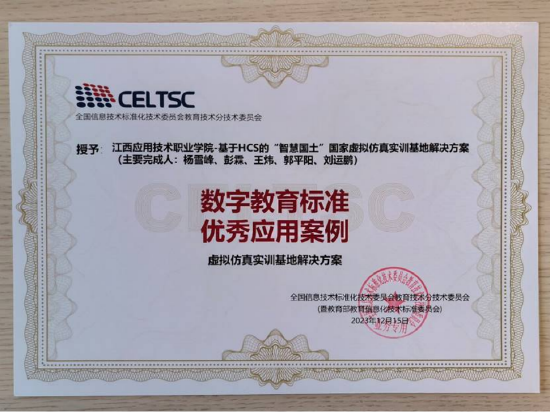 CELTSC
全国信息技术标准化技术委员会教育技术分技术委员会
授予：江西应用技术职业学院-基于HCS的“智慧国土”国家虚拟仿真实训基地解决方案
（主要完成人：杨雪峰、彭霖、王炜、郭平阳、刘运鹏）
CELTSC
数字教育标准
优秀应用案例
虚拟仿真实训基地解决方案
全国信息技术标准化技术委员会教育技术分技术委员会
(暨教育部教育信息化技术标准委员会)
2023年12月15日